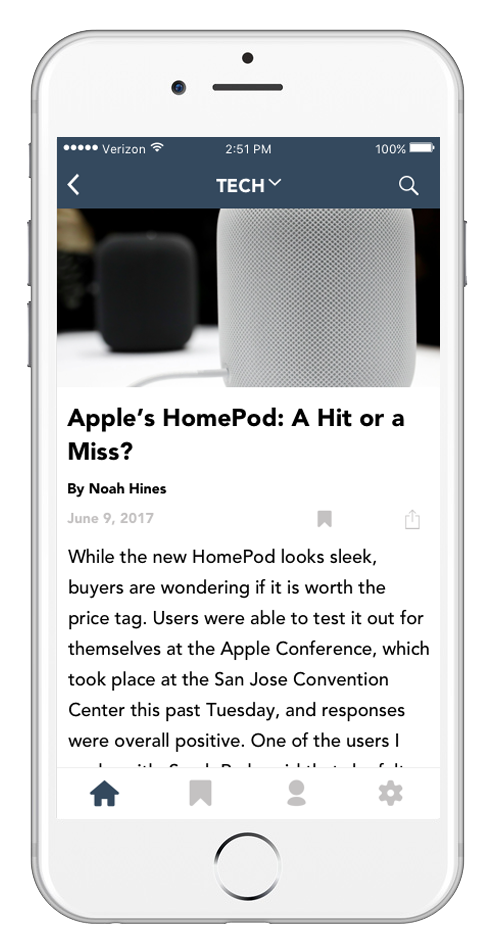 Verizon 2:51 PM 100%
TECH
Apple's HomePod: A Hit or a
Miss?
By Noah Hines
June 9, 2017
While the new HomePod looks sleek,
buyers are wondering if it is worth the
price tag. Users were able to test it out for
themselves at the Apple Conference, which
took place at the San Jose Convention
Center this past Tuesday, and responses
were overall positive. One of the users I